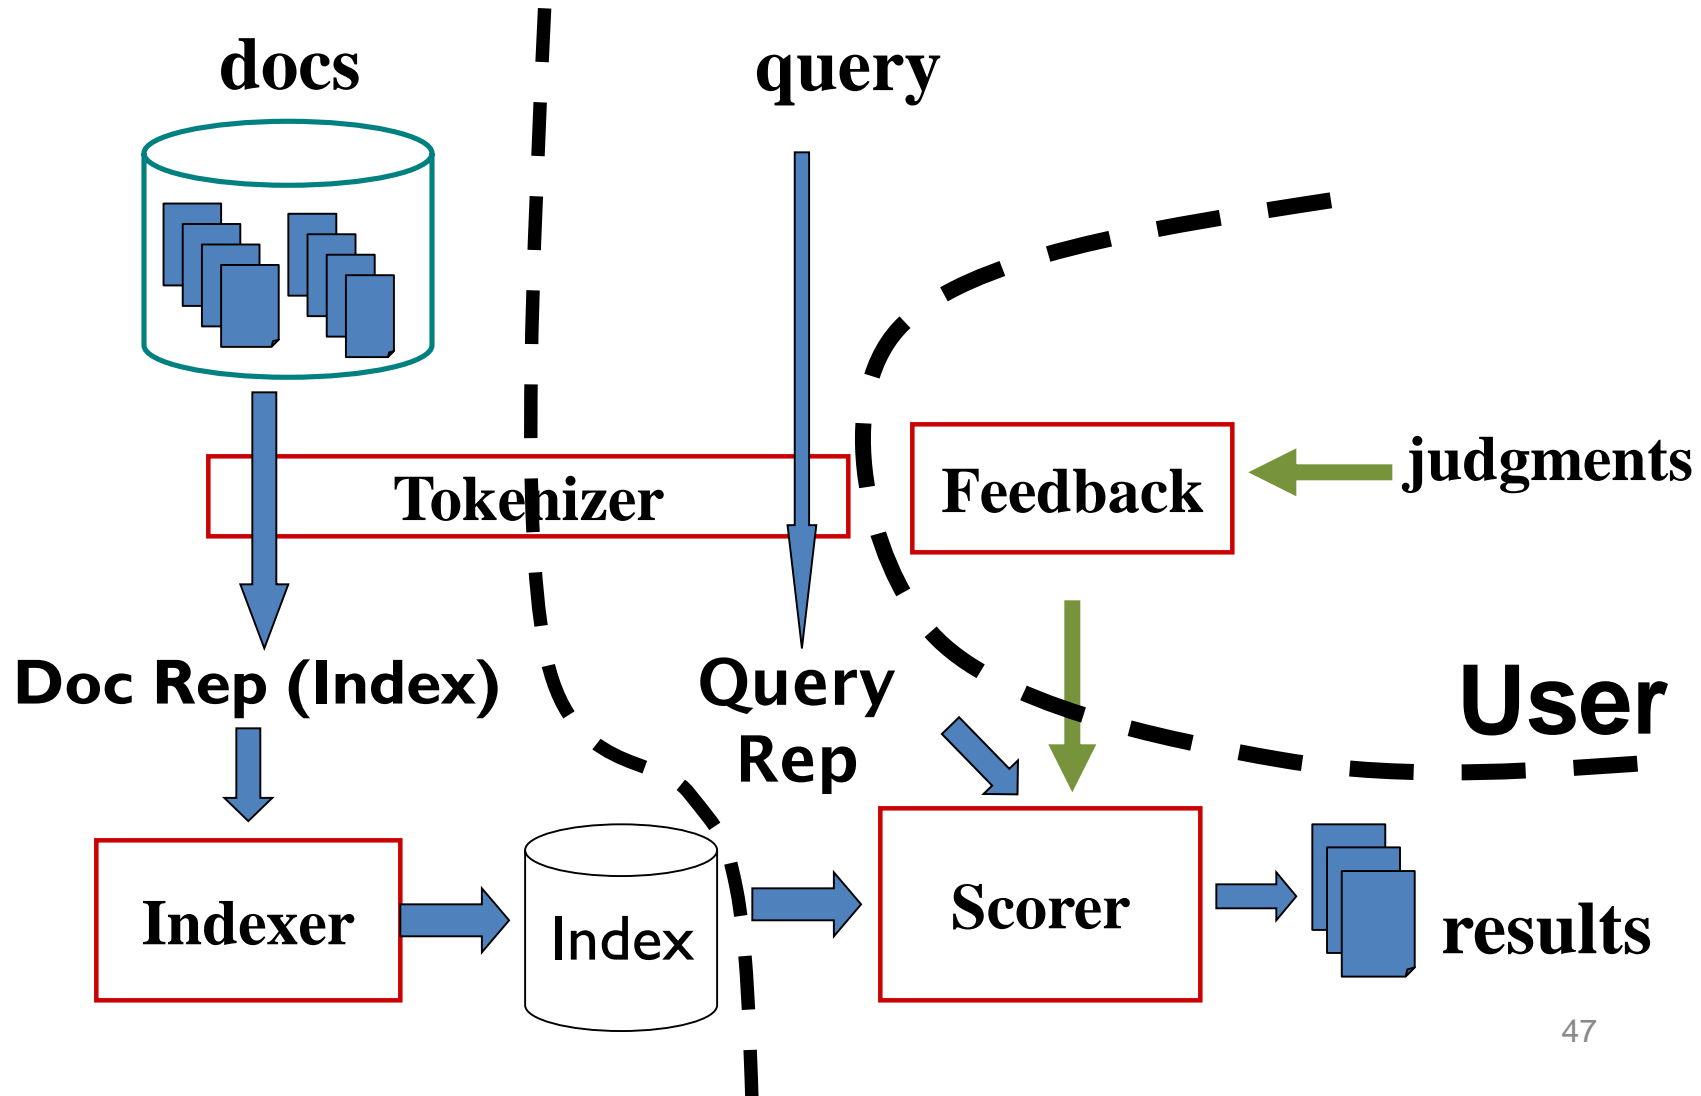 docs
query
Tokenizer
Feedback
judgments
Doc Rep (Index)
Query
Rep
User
Indexer
Index
Scorer
results
47